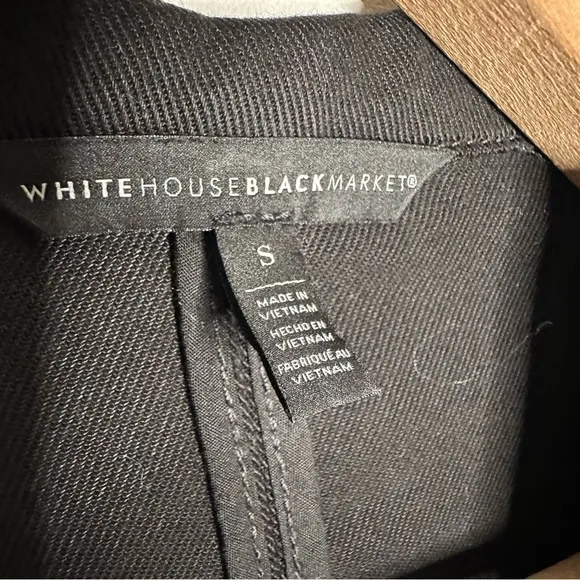 WHITEHOUSEBLACKMARKET®
S
MADE IN
VIETNAM
HECHO EN
VIETNAM
FABRIQUÉ AU
VIETNAM